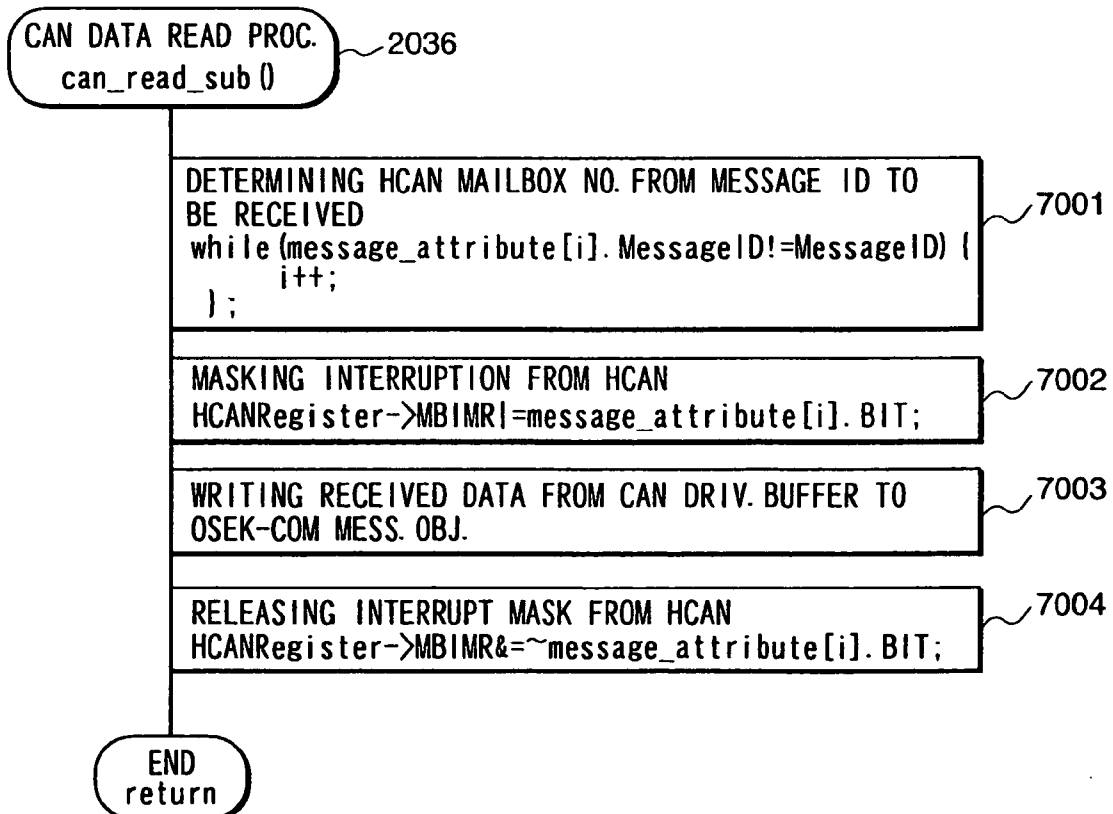 CAN DATA READ PROC.
can_read_sub()
2036
DETERMINING HCAN MAILBOX NO. FROM MESSAGE ID TO
BE RECEIVED
while(message_attribute[i].MessageID!=MessageID) {
i++;
};
7001
MASKING INTERRUPTION FROM HCAN
HCANRegister->MBIMR|=message_attribute[i].BIT;
7002
WRITING RECEIVED DATA FROM CAN DRIV. BUFFER TO
OSEK-COM MESS. OBJ.
7003
RELEASING INTERRUPT MASK FROM HCAN
HCANRegister->MBIMR&=~message_attribute[i].BIT;
7004
END
return